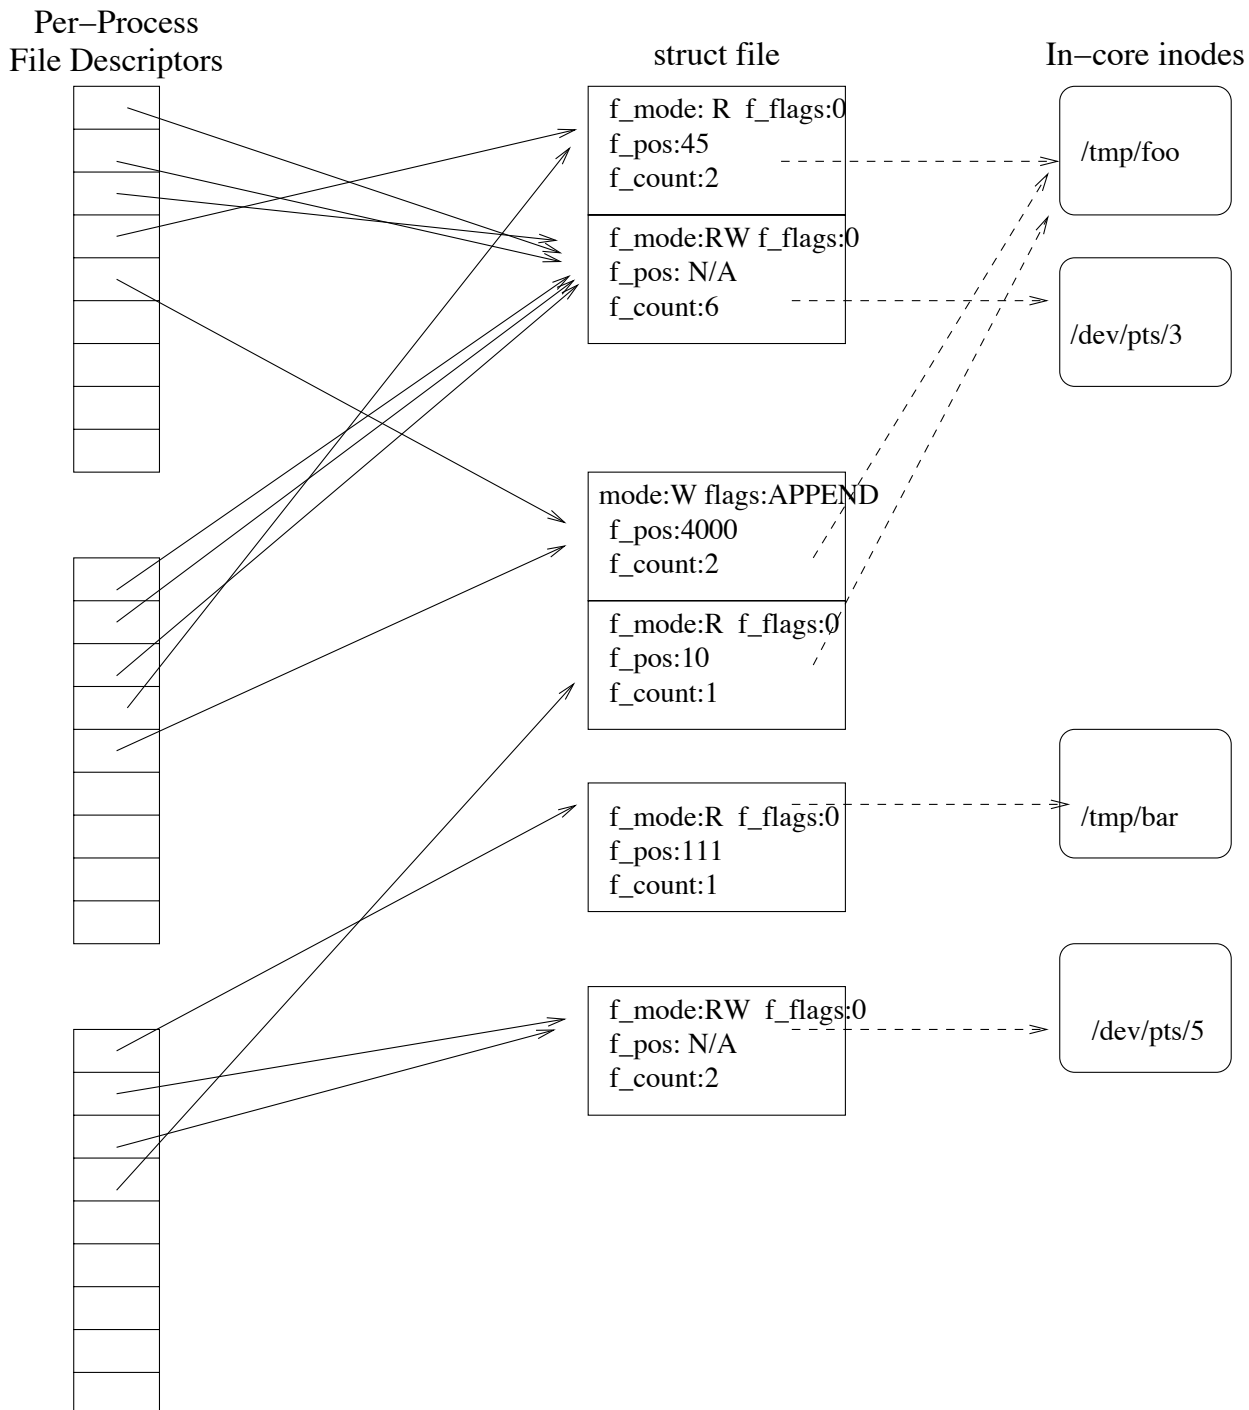 Per–Process
File Descriptors
struct file
In–core inodes
f_mode: R f_flags:0
f_pos:45
f_count:2
/tmp/foo
f_mode:RW f_flags:0
f_pos: N/A
f_count:6
/dev/pts/3
mode:W flags:APPEND
f_pos:4000
f_count:2
f_mode:R f_flags:0
f_pos:10
f_count:1
f_mode:R f_flags:0
f_pos:111
f_count:1
/tmp/bar
f_mode:RW f_flags:0
f_pos: N/A
f_count:2
/dev/pts/5